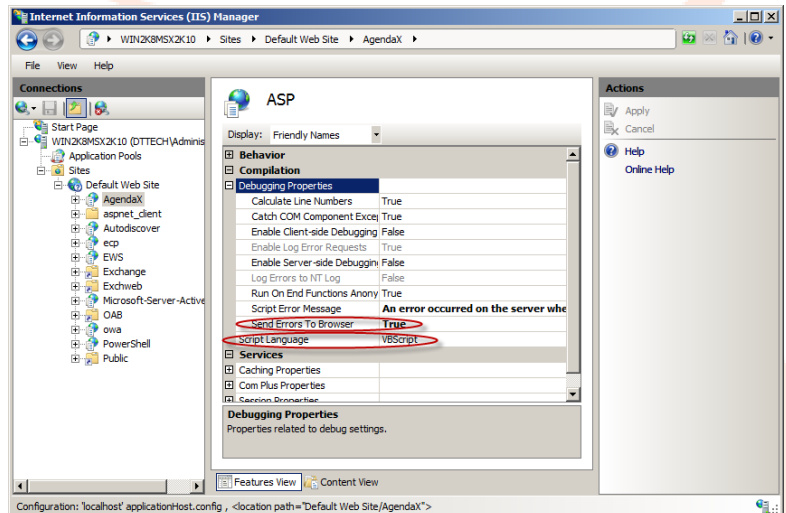 Internet Information Services (IIS) Manager
WIN2K8MSX2K10 Sites Default Web Site AgendaX
File View Help
Connections
Start Page
WIN2K8MSX2K10 (DTTECH\Adminis
Application Pools
Sites
Default Web Site
AgendaX
aspnet_client
Autodiscover
ecp
EWS
Exchange
Exchweb
Microsoft-Server-Active
OAB
owa
PowerShell
Public
ASP
Display: Friendly Names
Behavior
Compilation
Debugging Properties
Calculate Line Numbers True
Catch COM Component Excep True
Enable Client-side Debugging False
Enable Log Error Requests True
Enable Server-side Debuggin False
Log Errors to NT Log False
Run On End Functions Anony True
Script Error Message An error occurred on the server whe
Send Errors To Browser True
Script Language VBScript
Services
Caching Properties
Com Plus Properties
Session Properties
Debugging Properties
Properties related to debug settings.
Features View Content View
Actions
Apply
Cancel
Help
Online Help
Configuration: 'localhost' applicationHost.config , <location path="Default Web Site/AgendaX">